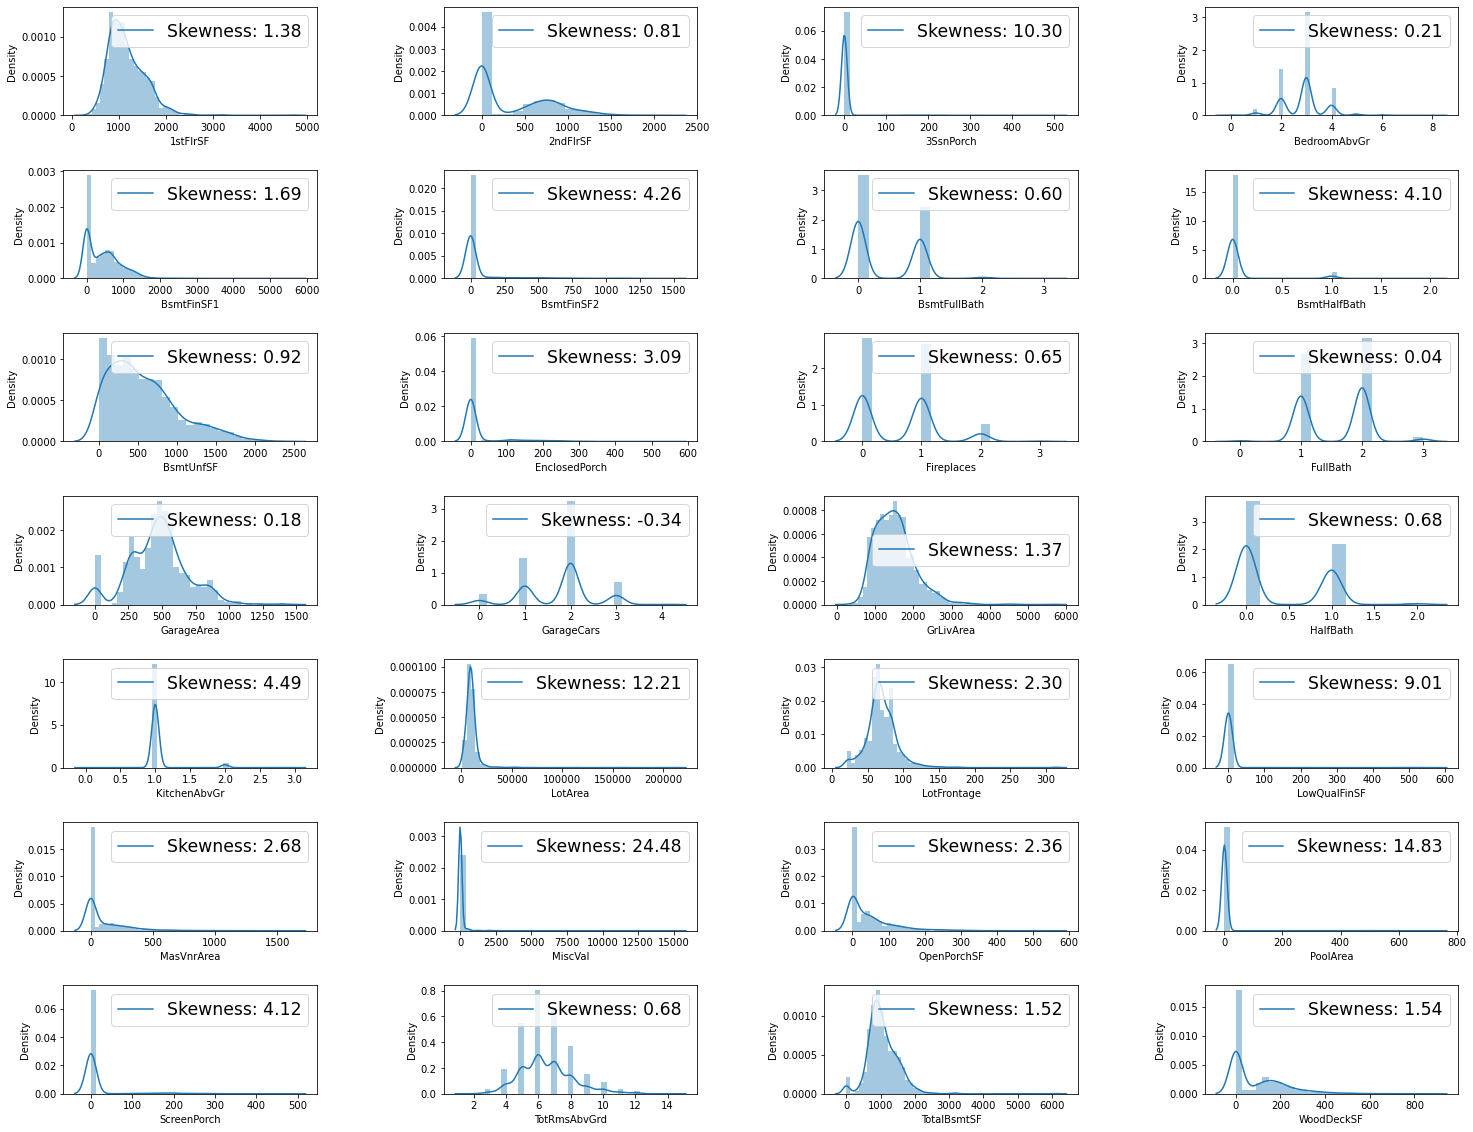 Skewness: 1.38
0.0010
0.0005
0.0000
Density
0 1000 2000 3000 4000 5000
1stFlrSF
Skewness: 0.81
0.004
0.003
0.002
0.001
0.000
Density
0 500 1000 1500 2000 2500
2ndFlrSF
Skewness: 10.30
0.06
0.04
0.02
0.00
Density
0 100 200 300 400 500
3SsnPorch
Skewness: 0.21
3
2
1
0
Density
0 2 4 6 8
BedroomAbvGr
Skewness: 1.69
0.003
0.002
0.001
0.000
Density
0 1000 2000 3000 4000 5000 6000
BsmtFinSF1
Skewness: 4.26
0.020
0.015
0.010
0.005
0.000
Density
0 250 500 750 1000 1250 1500
BsmtFinSF2
Skewness: 0.60
3
2
1
0
Density
0 1 2 3
BsmtFullBath
Skewness: 4.10
15
10
5
0
Density
0.0 0.5 1.0 1.5 2.0
BsmtHalfBath
Skewness: 0.92
0.0010
0.0005
0.0000
Density
0 500 1000 1500 2000 2500
BsmtUnfSF
Skewness: 3.09
0.06
0.04
0.02
0.00
Density
0 100 200 300 400 500 600
EnclosedPorch
Skewness: 0.65
2
1
0
Density
0 1 2 3
Fireplaces
Skewness: 0.04
3
2
1
0
Density
0 1 2 3
FullBath
Skewness: 0.18
0.002
0.001
0.000
Density
0 250 500 750 1000 1250 1500
GarageArea
Skewness: -0.34
3
2
1
0
Density
0 1 2 3 4
GarageCars
Skewness: 1.37
0.0008
0.0006
0.0004
0.0002
0.0000
Density
0 1000 2000 3000 4000 5000 6000
GrLivArea
Skewness: 0.68
3
2
1
0
Density
0.0 0.5 1.0 1.5 2.0
HalfBath
Skewness: 4.49
10
5
0
Density
0.0 0.5 1.0 1.5 2.0 2.5 3.0
KitchenAbvGr
Skewness: 12.21
0.000100
0.000075
0.000050
0.000025
0.000000
Density
0 50000 100000 150000 200000
LotArea
Skewness: 2.30
0.03
0.02
0.01
0.00
Density
0 50 100 150 200 250 300
LotFrontage
Skewness: 9.01
0.06
0.04
0.02
0.00
Density
0 100 200 300 400 500 600
LowQualFinSF
Skewness: 2.68
0.015
0.010
0.005
0.000
Density
0 500 1000 1500
MasVnrArea
Skewness: 24.48
0.003
0.002
0.001
0.000
Density
0 2500 5000 7500 10000 12500 15000
MiscVal
Skewness: 2.36
0.03
0.02
0.01
0.00
Density
0 100 200 300 400 500 600
OpenPorchSF
Skewness: 14.83
0.04
0.02
0.00
Density
0 200 400 600 800
PoolArea
Skewness: 4.12
0.06
0.04
0.02
0.00
Density
0 100 200 300 400 500
ScreenPorch
Skewness: 0.68
0.8
0.6
0.4
0.2
0.0
Density
2 4 6 8 10 12 14
TotRmsAbvGrd
Skewness: 1.52
0.0010
0.0005
0.0000
Density
0 1000 2000 3000 4000 5000 6000
TotalBsmtSF
Skewness: 1.54
0.015
0.010
0.005
0.000
Density
0 200 400 600 800
WoodDeckSF